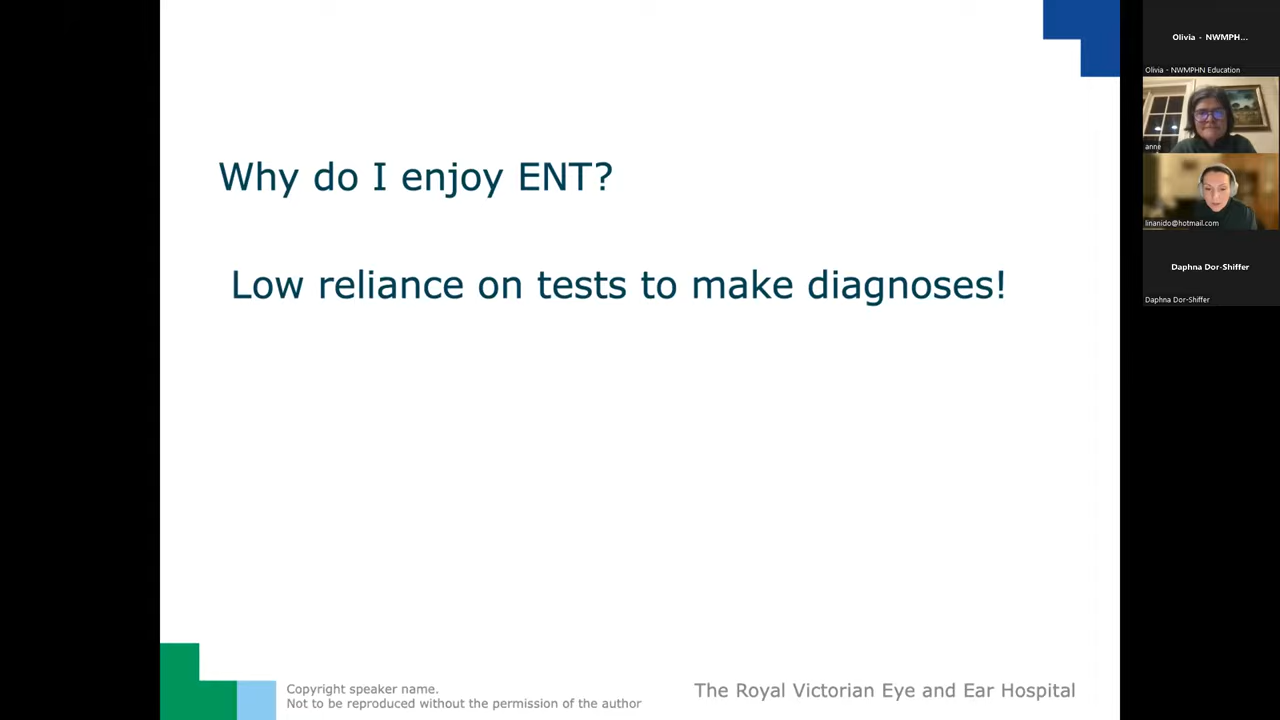 Why do I enjoy ENT?
Low reliance on tests to make diagnoses!
Copyright speaker name.
Not to be reproduced without the permission of the author
The Royal Victorian Eye and Ear Hospital
Olivia - NWMPH...
Olivia - NWMPHN Education
anne
linanido@hotmail.com
Daphna Dor-Shiffer
Daphna Dor-Shiffer